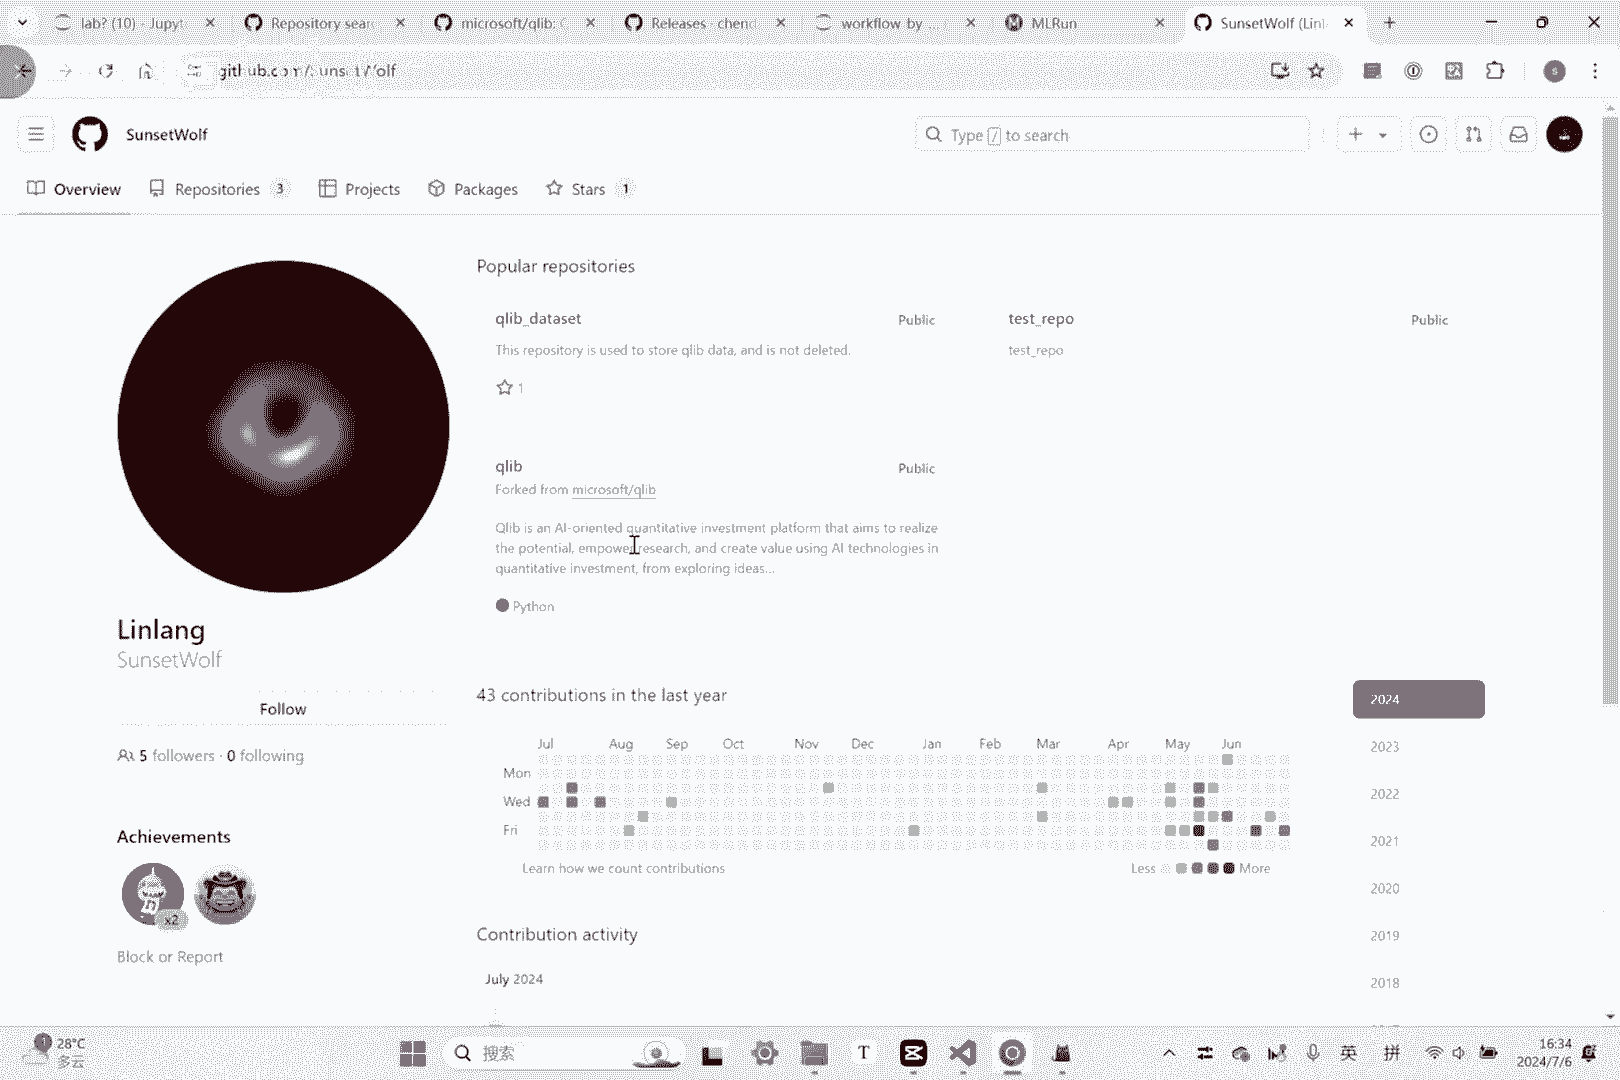 lab? (10) - Jupyt
Repository sear
microsoft/qlib: 
Releases · chend
workflow by ...
MLRun
SunsetWolf (Linl
SunsetWolf
Type / to search
Overview
Repositories 3
Projects
Packages
Stars 1
Popular repositories
qlib_dataset Public
This repository is used to store qlib data, and is not deleted.
1
test_repo Public
test_repo
qlib Public
Forked from microsoft/qlib
Qlib is an AI-oriented quantitative investment platform that aims to realize
the potential, empower research, and create value using AI technologies in
quantitative investment, from exploring ideas...
Python
Linlang
SunsetWolf
Follow
5 followers · 0 following
Achievements
x2
Block or Report
43 contributions in the last year
Jul Aug Sep Oct Nov Dec Jan Feb Mar Apr May Jun
Mon
Wed
Fri
Learn how we count contributions
Less More
2024
2023
2022
2021
2020
2019
2018
Contribution activity
July 2024
28°C
多云
搜索
英
拼
16:34
2024/7/6